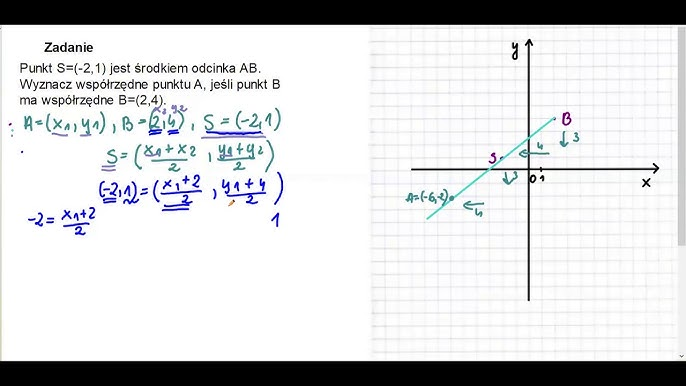 Zadanie
Punkt S=(-2,1) jest środkiem odcinka AB.
Wyznacz współrzędne punktu A, jeśli punkt B
ma współrzędne B=(2,4).
x₂ y₂
A=(x₁,y₁), B=(2,4), S=(-2,1)
S=(x₁+x₂/2, y₁+y₂/2)
(-2,1)=(x₁+2/2, y₁+4/2)
-2=x₁+2/2 1
y
B
3
4
S
3
0 1
x
A=(-6,-2)
4